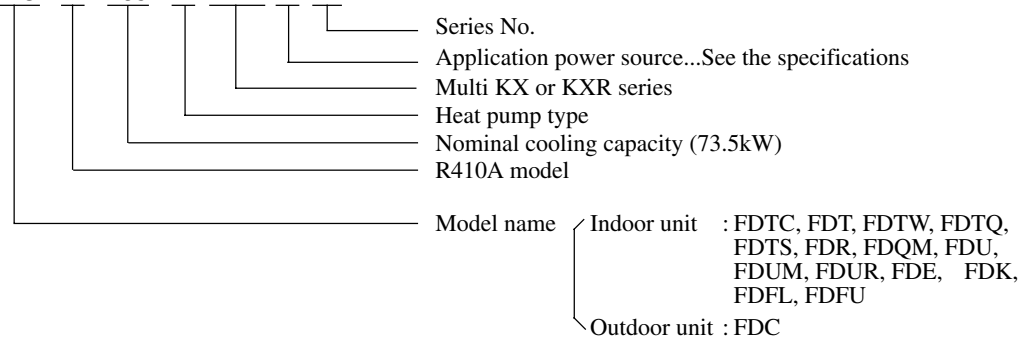 Series No.
Application power source...See the specifications
Multi KX or KXR series
Heat pump type
Nominal cooling capacity (73.5kW)
R410A model
Model name Indoor unit : FDTC, FDT, FDTW, FDTQ,
FDTS, FDR, FDQM, FDU,
FDUM, FDUR, FDE, FDK,
FDFL, FDFU
Outdoor unit : FDC